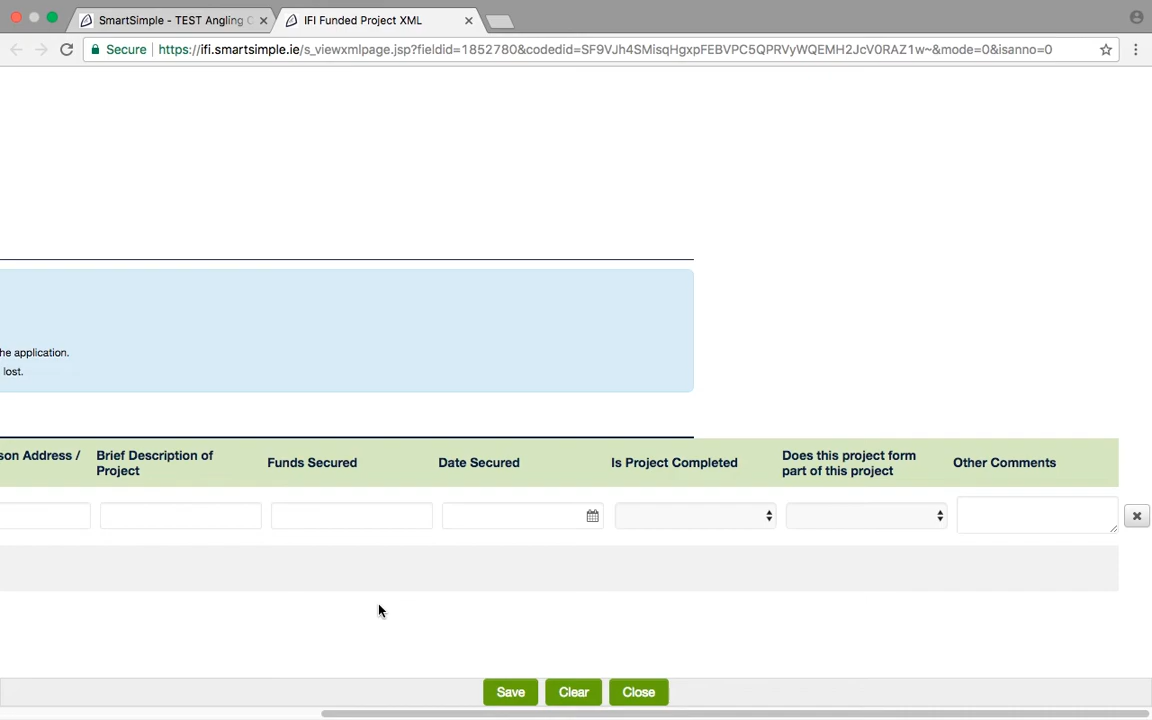 SmartSimple - TEST Angling
IFI Funded Project XML
Secure https://ifi.smartsimple.ie/s_viewxmlpage.jsp?fieldid=1852780&codedid=SF9VJh4SMisqHgxpFEBVPC5QPRVyWQEMH2JcV0RAZ1w~&mode=0&isanno=0
he application.
lost.
son Address /
Brief Description of
Project
Funds Secured
Date Secured
Is Project Completed
Does this project form
part of this project
Other Comments
Save
Clear
Close